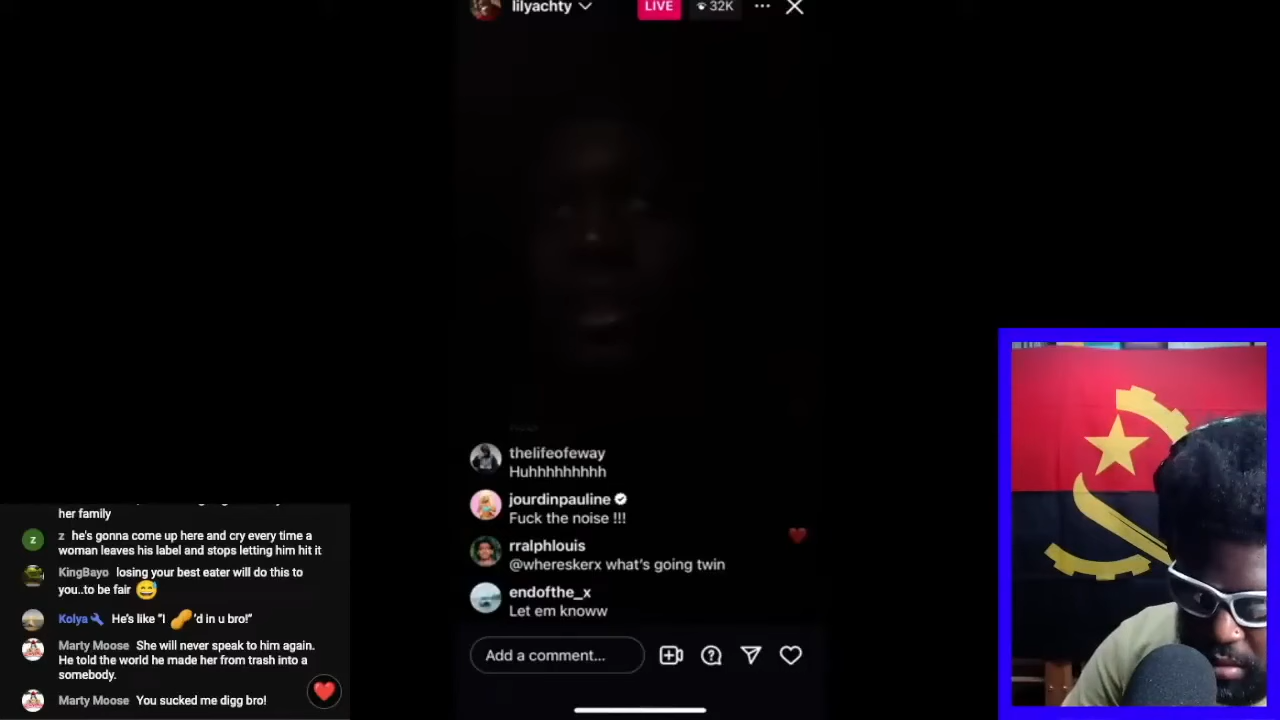 lilyachty
LIVE
32K
thelifeofeway
Huhhhhhhhhh
jourdinpauline
Fuck the noise !!!
rralphlouis
@whereskerx what's going twin
endofthe_x
Let em knoww
Add a comment...
her family
z he's gonna come up here and cry every time a
woman leaves his label and stops letting him hit it
KingBayo losing your best eater will do this to
you..to be fair 😅
Kolya🔧 He's like "I 🥜'd in u bro!"
Marty Moose She will never speak to him again.
He told the world he made her from trash into a
somebody.
Marty Moose You sucked me digg bro!